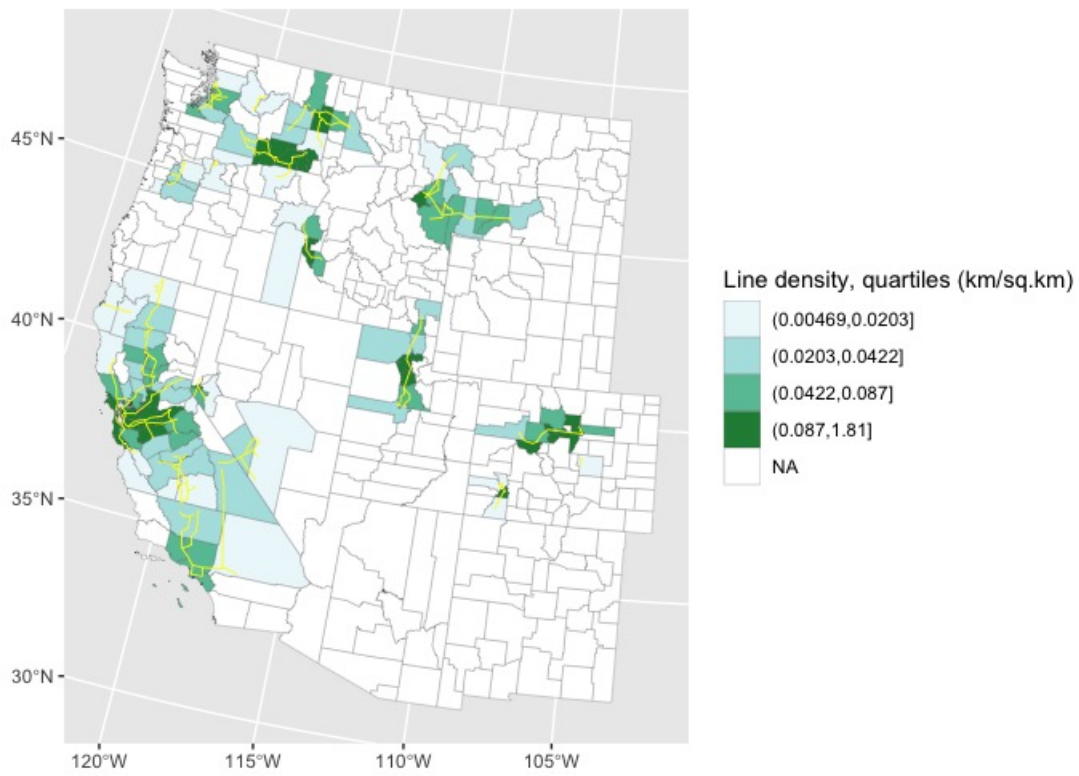 45°N
40°N
35°N
30°N
120°W
115°W
110°W
105°W
Line density, quartiles (km/sq.km)
(0.00469,0.0203]
(0.0203,0.0422]
(0.0422,0.087]
(0.087,1.81]
NA